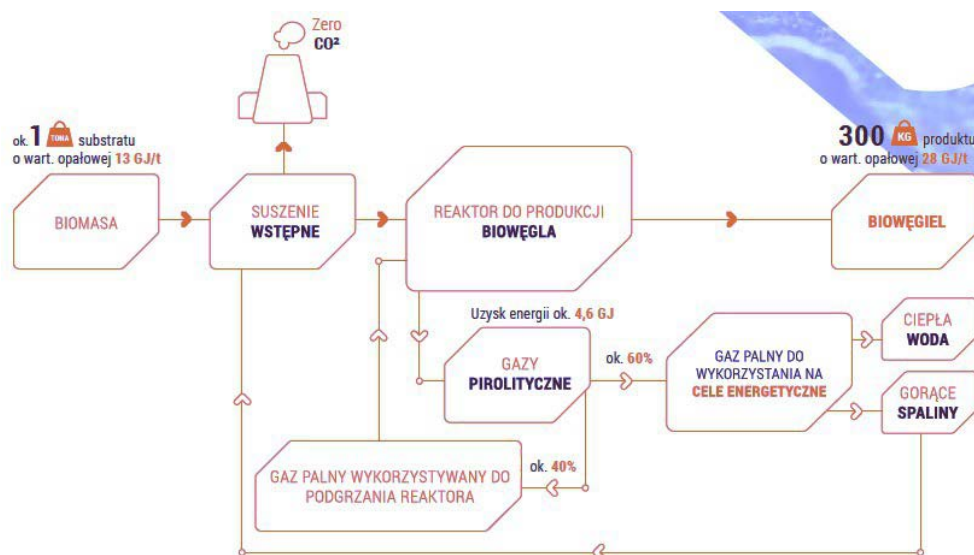 Zero
CO²
ok. 1 TONA substratu
o wart. opałowej 13 GJ/t
300 KG produktu
o wart. opałowej 28 GJ/t
BIOMASA
SUSZENIE
WSTĘPNE
REAKTOR DO PRODUKCJI
BIOWĘGLA
BIOWĘGIEL
Uzysk energii ok. 4,6 GJ
GAZY
PIROLITYCZNE
ok. 60%
GAZ PALNY DO
WYKORZYSTANIA NA
CELE ENERGETYCZNE
CIEPŁA
WODA
GORĄCE
SPALINY
ok. 40%
GAZ PALNY WYKORZYSTYWANY DO
PODGRZANIA REAKTORA